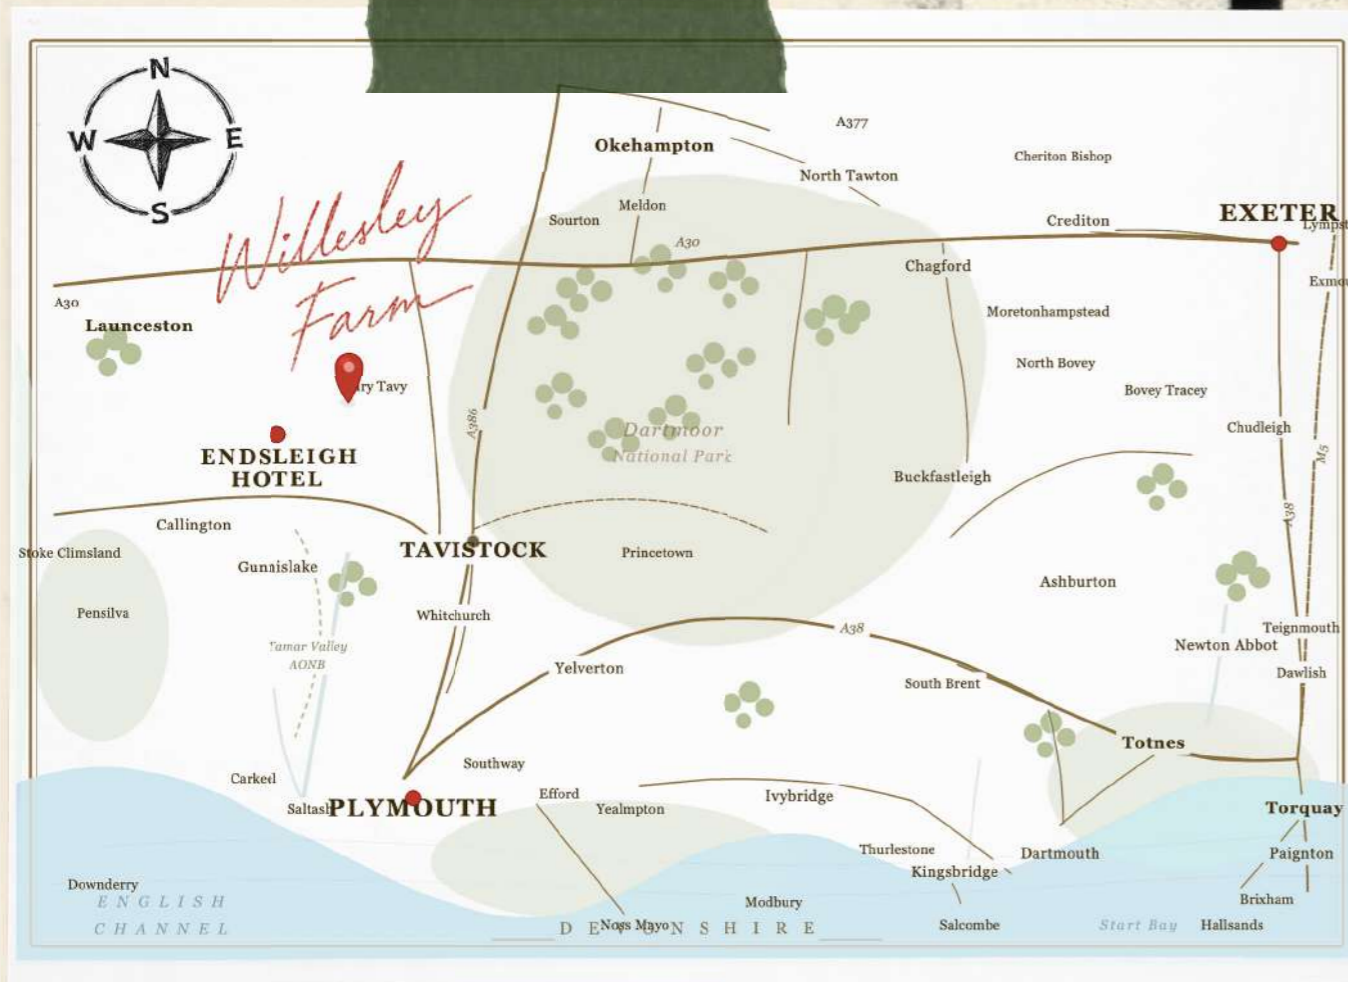 N
W E
S
Willesley
Farm
A377
Okehampton
Cheriton Bishop
North Tawton
Meldon
Sourton
Crediton
EXETER
A30
Chagford
A30
Launceston
Moretonhampstead
North Bovey
ry Tavy
Bovey Tracey
A386
Chudleigh
Dartmoor
National Park
M5
ENDSLEIGH
HOTEL
Buckfastleigh
A38
Callington
TAVISTOCK
Stoke Climsland
Princetown
Gunnislake
Ashburton
Pensilva
Whitchurch
A38
Teignmouth
Tamar Valley
AONB
Newton Abbot
Yelverton
Dawlish
South Brent
Totnes
Southway
Carkeel
Efford
Ivybridge
Saltash
PLYMOUTH
Yealmpton
Torquay
Thurlestone
Dartmouth
Paignton
Kingsbridge
Downderry
ENGLISH
CHANNEL
Modbury
Brixham
Noss Mayo
DEVONSHIRE
Salcombe
Start Bay
Hallsands